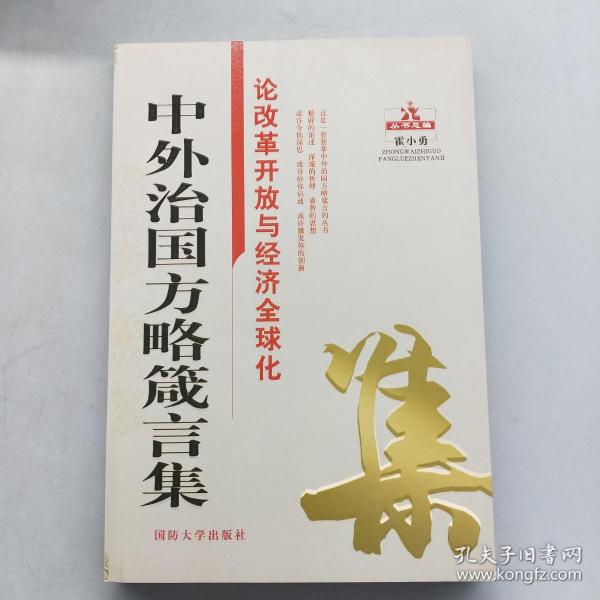 中外治国方略箴言集
论改革开放与经济全球化
这是一套荟萃中外治国方略箴言的丛书
精辟的论述 深邃的哲理 睿智的思想
或许令你深思 或许给你启迪 或许激发你的创新
丛书总编
霍小勇
ZHONGWAIZHIGUO
FANGLUEZHENYANJI
集
国防大学出版社
孔夫子旧书网
www.kongfz.com